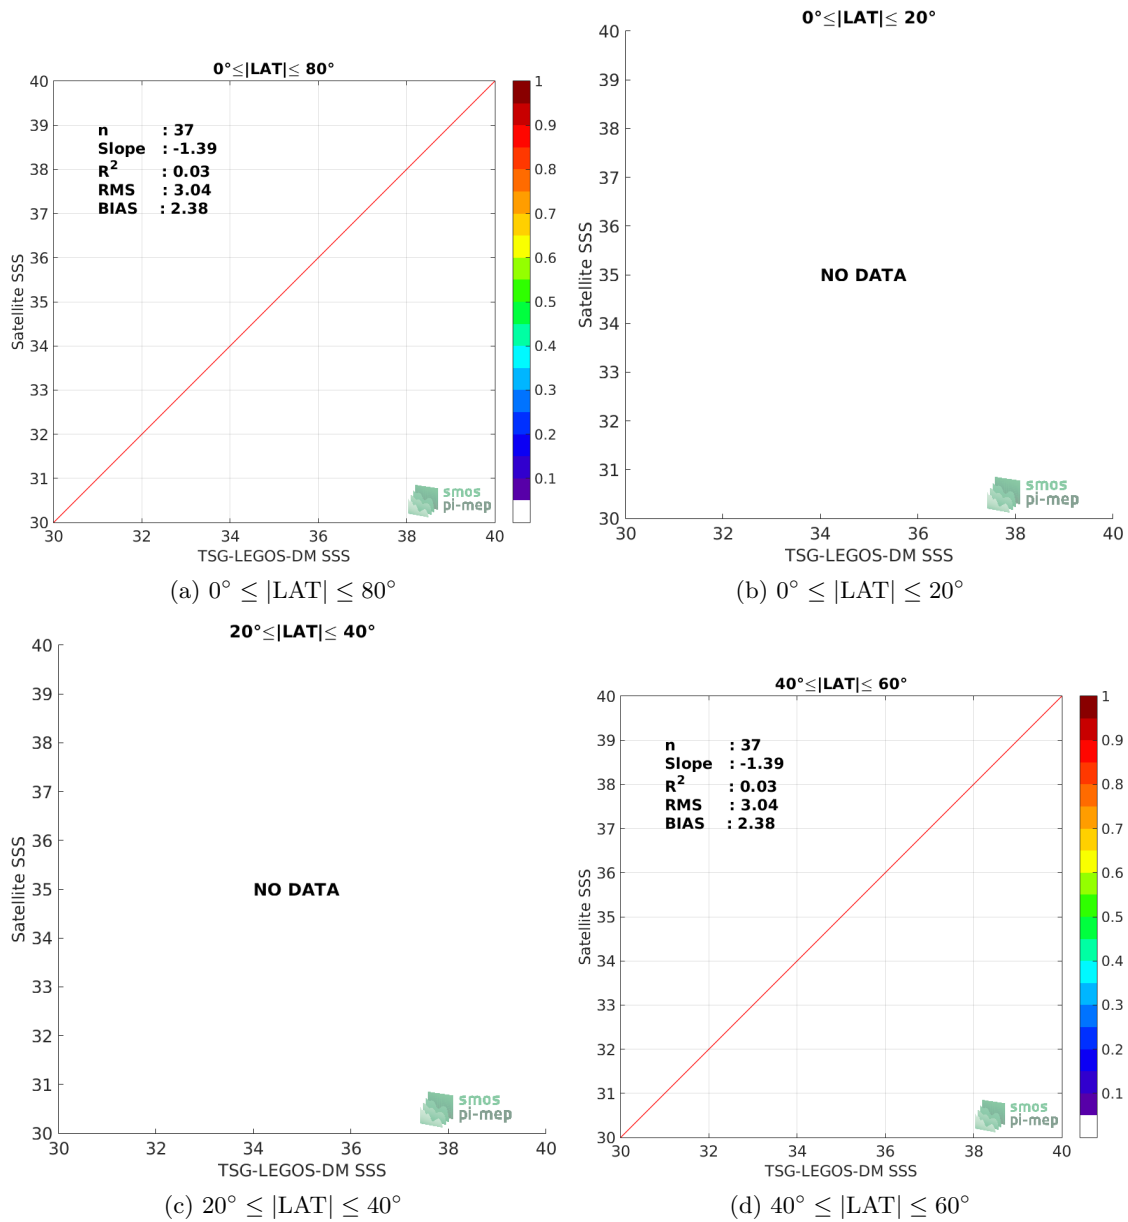 0°≤|LAT|≤ 80°
40
39
38
37
36
35
34
33
32
31
30
Satellite SSS
n : 37
Slope : -1.39
R² : 0.03
RMS : 3.04
BIAS : 2.38
smos
pi-mep
30 32 34 36 38 40
TSG-LEGOS-DM SSS
1
0.9
0.8
0.7
0.6
0.5
0.4
0.3
0.2
0.1
(a) 0° ≤ |LAT| ≤ 80°
0°≤|LAT|≤ 20°
40
39
38
37
36
35
34
33
32
31
30
Satellite SSS
NO DATA
smos
pi-mep
30 32 34 36 38 40
TSG-LEGOS-DM SSS
(b) 0° ≤ |LAT| ≤ 20°
20°≤|LAT|≤ 40°
40
39
38
37
36
35
34
33
32
31
30
Satellite SSS
NO DATA
smos
pi-mep
30 32 34 36 38 40
TSG-LEGOS-DM SSS
(c) 20° ≤ |LAT| ≤ 40°
40°≤|LAT|≤ 60°
40
39
38
37
36
35
34
33
32
31
30
Satellite SSS
n : 37
Slope : -1.39
R² : 0.03
RMS : 3.04
BIAS : 2.38
smos
pi-mep
30 32 34 36 38 40
TSG-LEGOS-DM SSS
1
0.9
0.8
0.7
0.6
0.5
0.4
0.3
0.2
0.1
(d) 40° ≤ |LAT| ≤ 60°